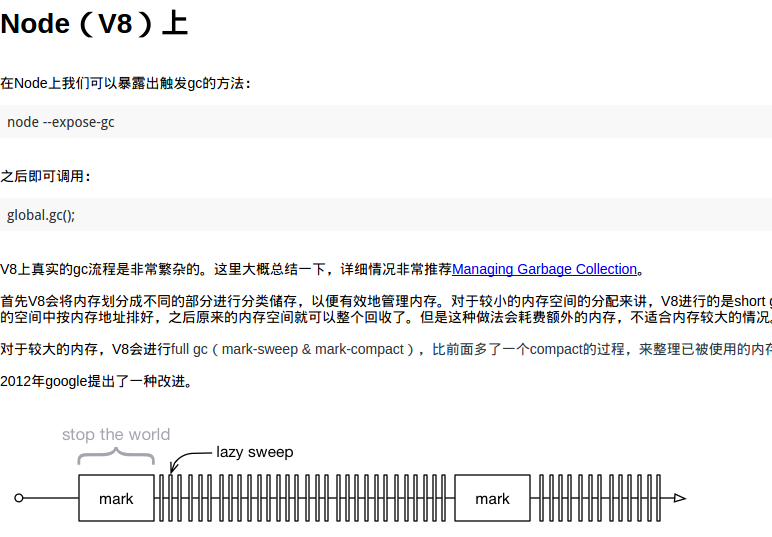 Node（V8）上
在Node上我们可以暴露出触发gc的方法：
node --expose-gc
之后即可调用：
global.gc();
V8上真实的gc流程是非常繁杂的。这里大概总结一下，详细情况非常推荐Managing Garbage Collection。
首先V8会将内存划分成不同的部分进行分类储存，以便有效地管理内存。对于较小的内存空间的分配来讲，V8进行的是short g
的空间中按内存地址排好，之后原来的内存空间就可以整个回收了。但是这种做法会耗费额外的内存，不适合内存较大的情况。
对于较大的内存，V8会进行full gc（mark-sweep & mark-compact），比前面多了一个compact的过程，来整理已被使用的内存
2012年google提出了一种改进。
stop the world
lazy sweep
mark
mark